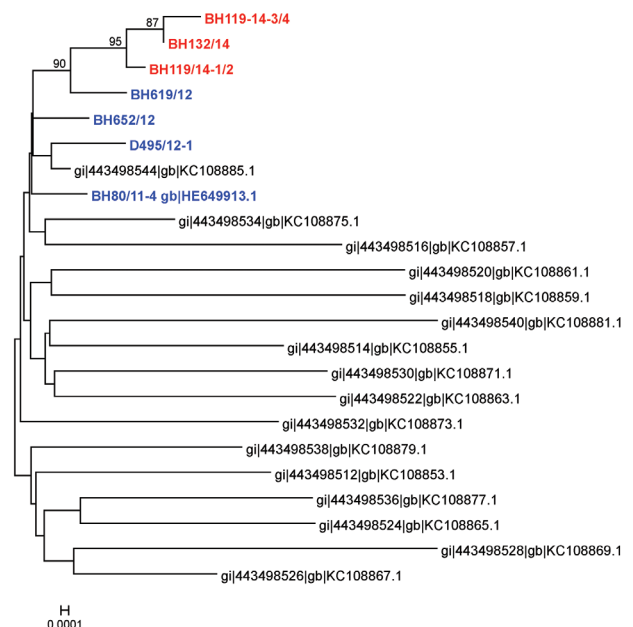 BH119-14-3/4
87
BH132/14
95
BH119/14-1/2
90
BH619/12
BH652/12
D495/12-1
gi|443498544|gb|KC108885.1
BH80/11-4 gb|HE649913.1
gi|443498534|gb|KC108875.1
gi|443498516|gb|KC108857.1
gi|443498520|gb|KC108861.1
gi|443498518|gb|KC108859.1
gi|443498540|gb|KC108881.1
gi|443498514|gb|KC108855.1
gi|443498530|gb|KC108871.1
gi|443498522|gb|KC108863.1
gi|443498532|gb|KC108873.1
gi|443498538|gb|KC108879.1
gi|443498512|gb|KC108853.1
gi|443498536|gb|KC108877.1
gi|443498524|gb|KC108865.1
gi|443498528|gb|KC108869.1
gi|443498526|gb|KC108867.1
0.0001